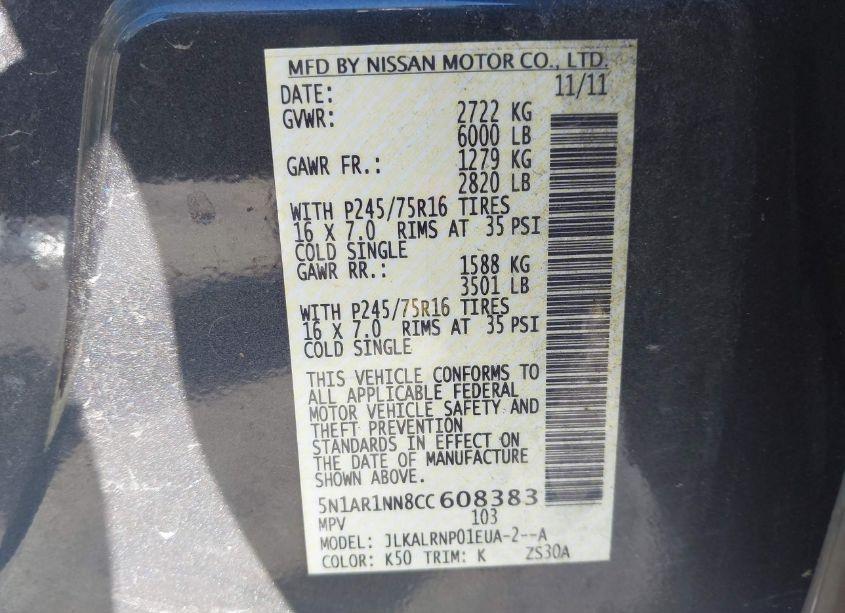 MFD BY NISSAN MOTOR CO., LTD.
DATE: 11/11
GVWR: 2722 KG
6000 LB
GAWR FR.: 1279 KG
2820 LB
WITH P245/75R16 TIRES
16 X 7.0 RIMS AT 35 PSI
COLD SINGLE
GAWR RR.: 1588 KG
3501 LB
WITH P245/75R16 TIRES
16 X 7.0 RIMS AT 35 PSI
COLD SINGLE
THIS VEHICLE CONFORMS TO
ALL APPLICABLE FEDERAL
MOTOR VEHICLE SAFETY AND
THEFT PREVENTION
STANDARDS IN EFFECT ON
THE DATE OF MANUFACTURE
SHOWN ABOVE.
5N1AR1NN8CC608383
MPV 103
MODEL: JLKALRNP01EUA-2--A
COLOR: K50 TRIM: K ZS30A